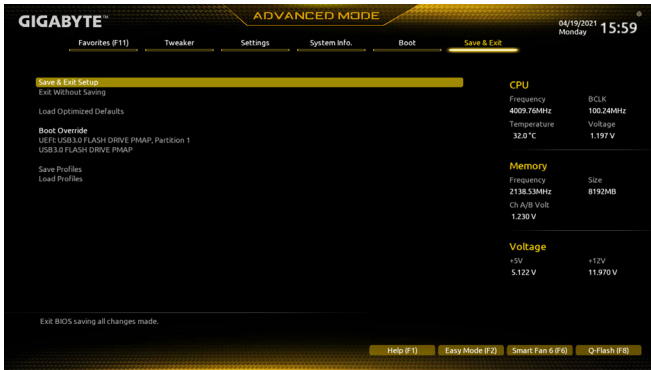 GIGABYTE™
ADVANCED MODE
04/19/2021 Monday 15:59
Favorites (F11) Tweaker Settings System Info. Boot Save & Exit
Save & Exit Setup
Exit Without Saving
Load Optimized Defaults
Boot Override
UEFI: USB3.0 FLASH DRIVE PMAP, Partition 1
USB3.0 FLASH DRIVE PMAP
Save Profiles
Load Profiles
CPU
Frequency BCLK
4009.76MHz 100.24MHz
Temperature Voltage
32.0 °C 1.197 V
Memory
Frequency Size
2138.53MHz 8192MB
Ch A/B Volt
1.230 V
Voltage
+5V +12V
5.122 V 11.970 V
Exit BIOS saving all changes made.
Help (F1) Easy Mode (F2) Smart Fan 6 (F6) Q-Flash (F8)